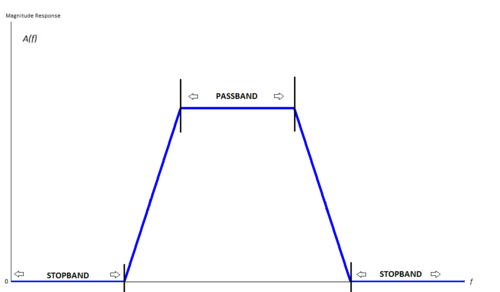 Magnitude Response
A(f)
PASSBAND
0
STOPBAND
STOPBAND
f